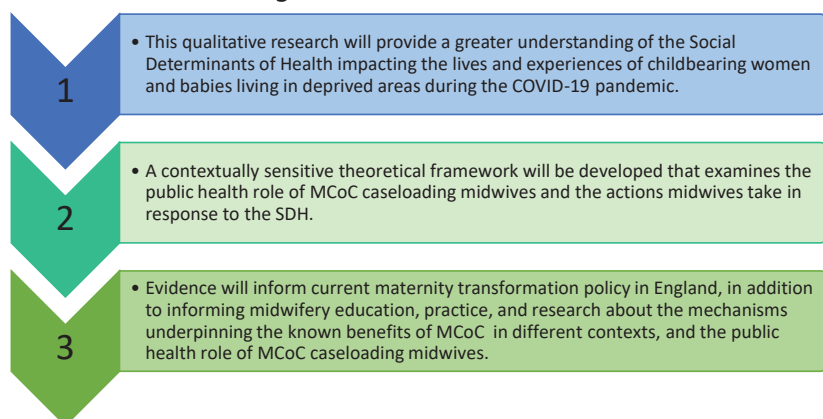 1
• This qualitative research will provide a greater understanding of the Social
Determinants of Health impacting the lives and experiences of childbearing women
and babies living in deprived areas during the COVID-19 pandemic.
2
• A contextually sensitive theoretical framework will be developed that examines the
public health role of MCoC caseloading midwives and the actions midwives take in
response to the SDH.
3
• Evidence will inform current maternity transformation policy in England, in addition
to informing midwifery education, practice, and research about the mechanisms
underpinning the known benefits of MCoC in different contexts, and the public
health role of MCoC caseloading midwives.